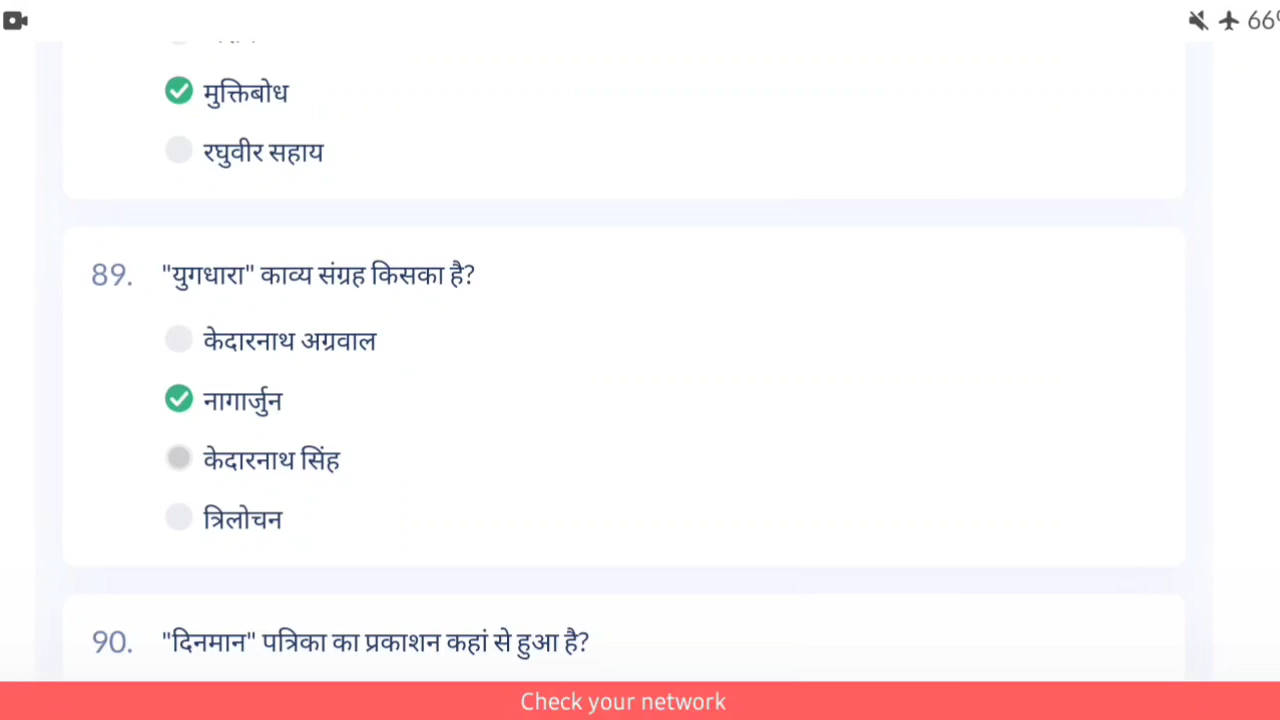 66
मुक्तिबोध
रघुवीर सहाय
89. "युगधारा" काव्य संग्रह किसका है?
केदारनाथ अग्रवाल
नागार्जुन
केदारनाथ सिंह
त्रिलोचन
90. "दिनमान" पत्रिका का प्रकाशन कहां से हुआ है?
Check your network